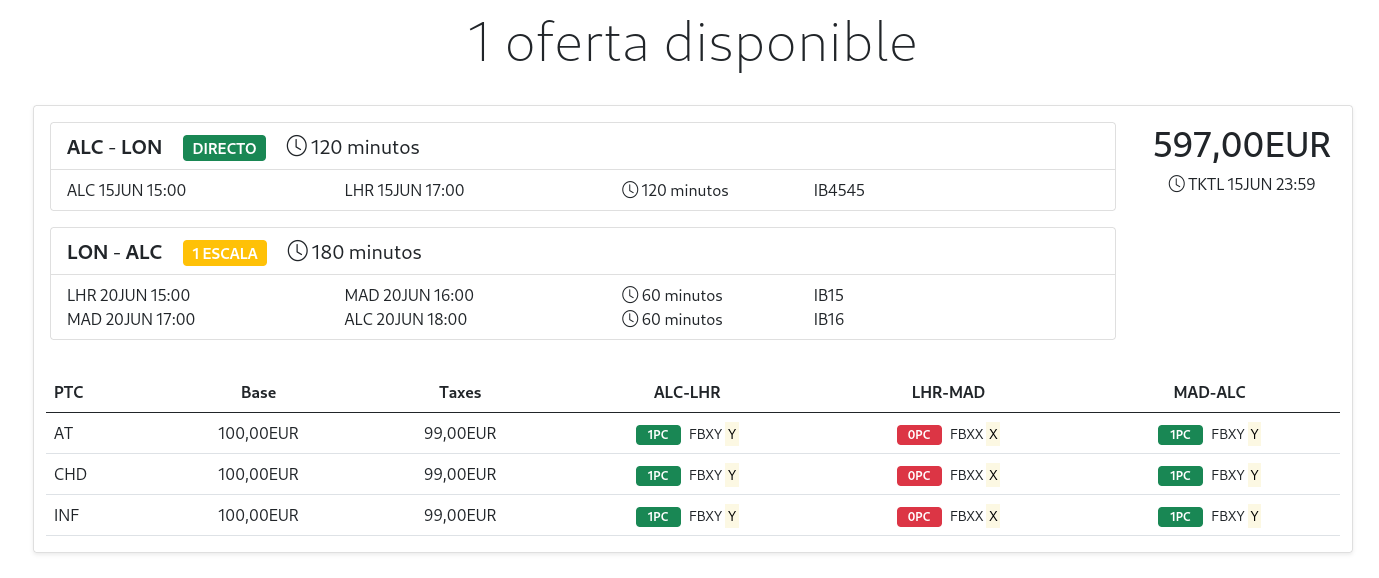 1 oferta disponible
ALC - LON DIRECTO 120 minutos
597,00EUR
TKTL 15JUN 23:59
ALC 15JUN 15:00 LHR 15JUN 17:00 120 minutos IB4545
LON - ALC 1 ESCALA 180 minutos
LHR 20JUN 15:00 MAD 20JUN 16:00 60 minutos IB15
MAD 20JUN 17:00 ALC 20JUN 18:00 60 minutos IB16
PTC Base Taxes ALC-LHR LHR-MAD MAD-ALC
AT 100,00EUR 99,00EUR 1PC FBXY Y 0PC FBXX X 1PC FBXY Y
CHD 100,00EUR 99,00EUR 1PC FBXY Y 0PC FBXX X 1PC FBXY Y
INF 100,00EUR 99,00EUR 1PC FBXY Y 0PC FBXX X 1PC FBXY Y